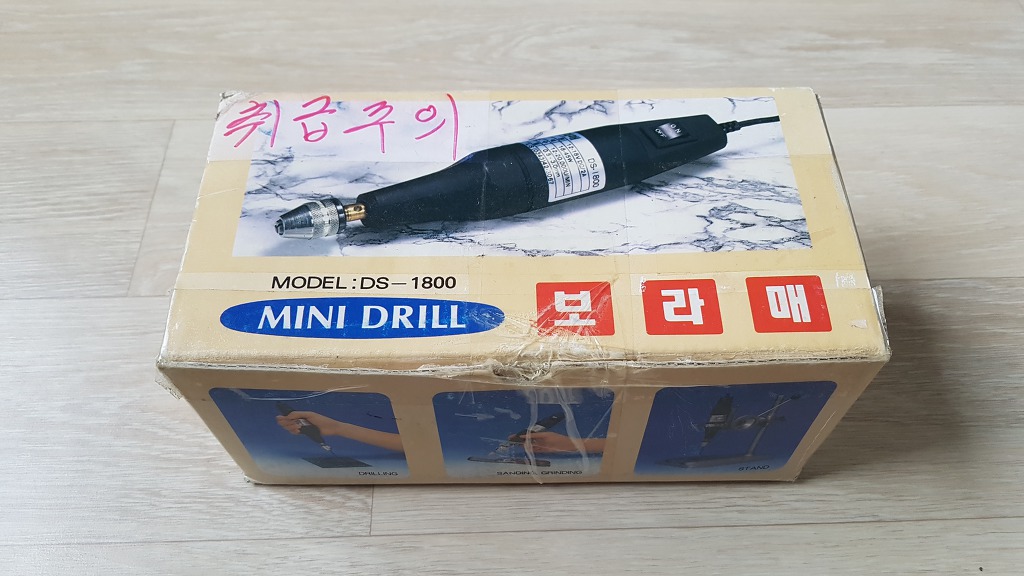 취급주의
DS-1800
MODEL:DS-1800
MINI DRILL
보라매
DRILLING
SANDING GRINDING
STAND